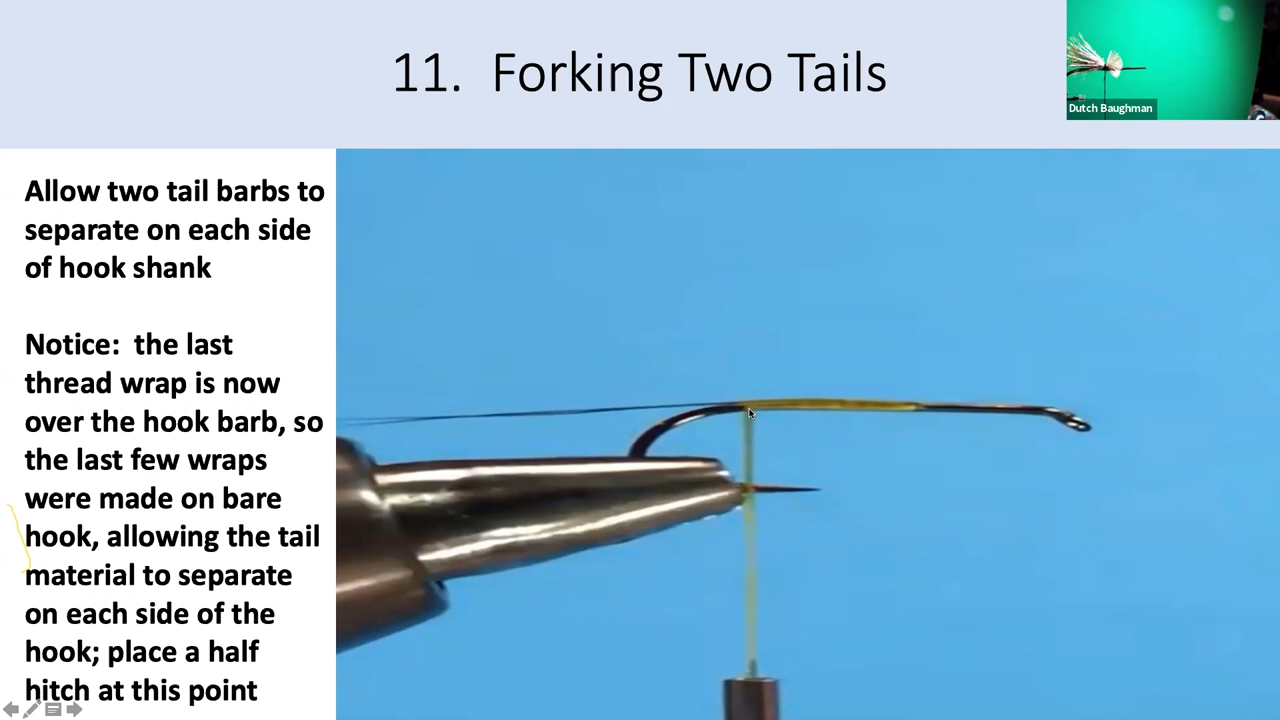 11. Forking Two Tails
Dutch Baughman
Allow two tail barbs to
separate on each side
of hook shank
Notice: the last
thread wrap is now
over the hook barb, so
the last few wraps
were made on bare
hook, allowing the tail
material to separate
on each side of the
hook; place a half
hitch at this point